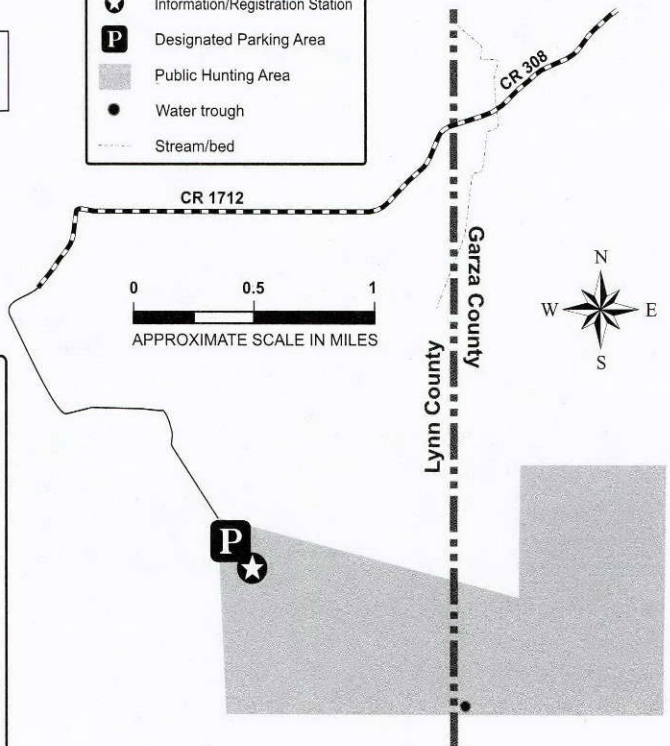 Information/Registration Station
P Designated Parking Area
Public Hunting Area
Water trough
Stream/bed
CR 308
CR 1712
Garza County
Lynn County
0 0.5 1
APPROXIMATE SCALE IN MILES
N
W E
S
P